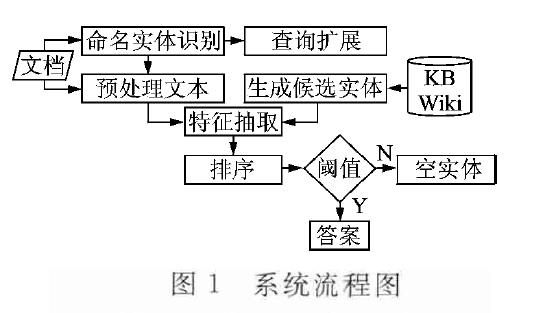 命名实体识别
查询扩展
文档
预处理文本
生成候选实体
KB
Wiki
特征抽取
排序
阈值
N
空实体
Y
答案
图1 系统流程图